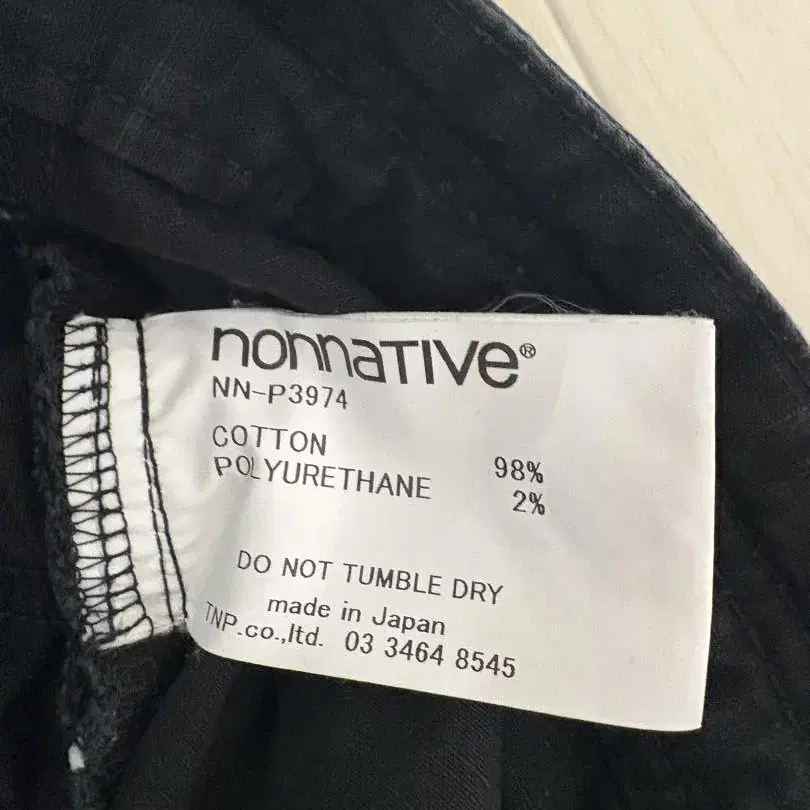 nonnaTIVe®
NN-P3974
COTTON 98%
POLYURETHANE 2%
DO NOT TUMBLE DRY
made in Japan
TNP.co.,ltd. 03 3464 8545